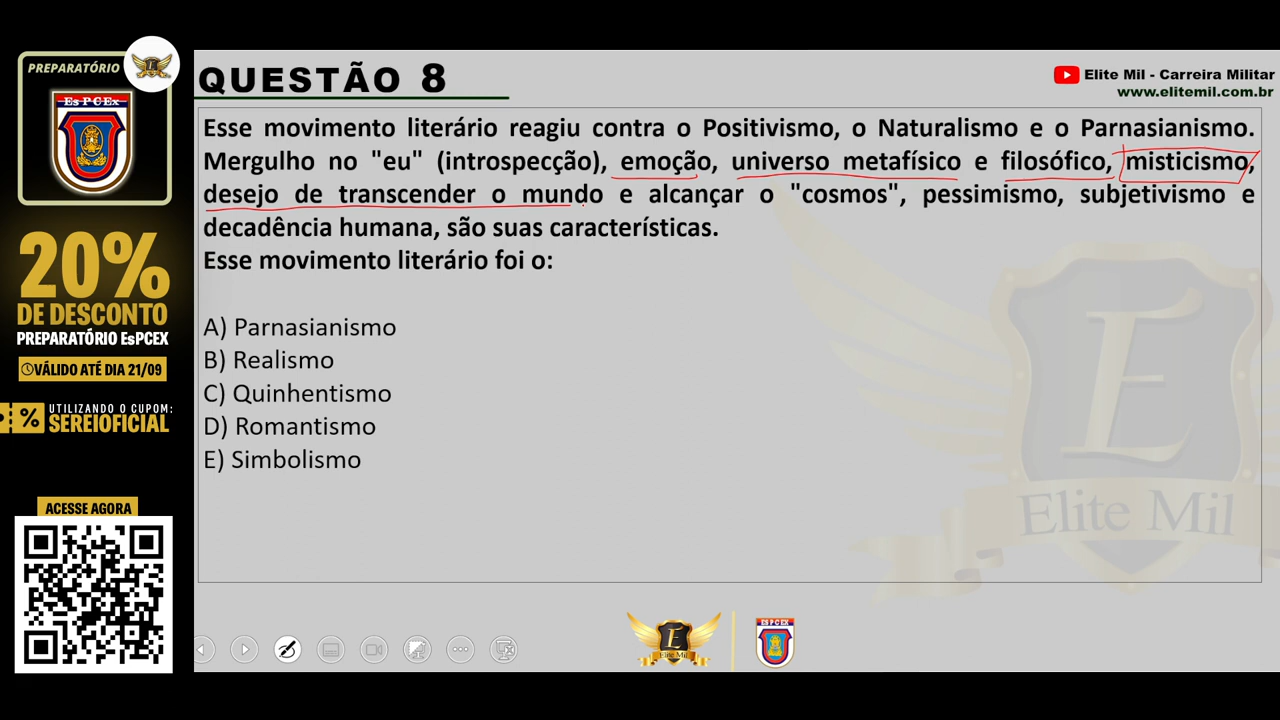 PREPARATÓRIO
EsPCEx
20%
DE DESCONTO
PREPARATÓRIO EsPCEX
VÁLIDO ATÉ DIA 21/09
% UTILIZANDO O CUPOM:
SEREIOFICIAL
ACESSE AGORA
QUESTÃO 8
Elite Mil - Carreira Militar
www.elitemil.com.br
Esse movimento literário reagiu contra o Positivismo, o Naturalismo e o Parnasianismo.
Mergulho no "eu" (introspecção), emoção, universo metafísico e filosófico, misticismo,
desejo de transcender o mundo e alcançar o "cosmos", pessimismo, subjetivismo e
decadência humana, são suas características.
Esse movimento literário foi o:
A) Parnasianismo
B) Realismo
C) Quinhentismo
D) Romantismo
E) Simbolismo
E
Elite Mil
E
Elite Mil
ESPCEX